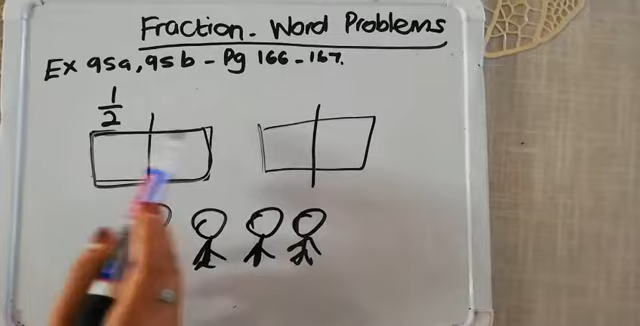 Fraction - Word Problems
Ex 95a, 95b - Pg 166 - 167.
1
2